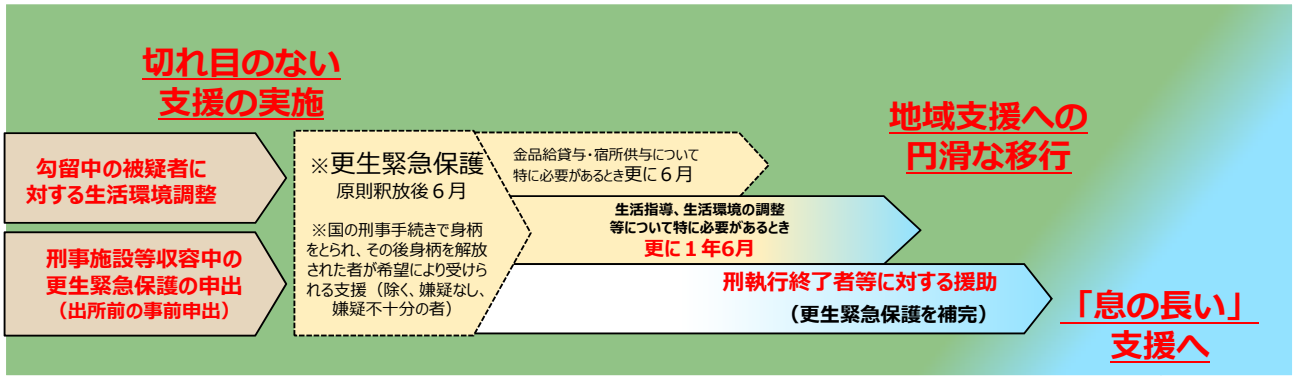 切れ目のない
支援の実施
勾留中の被疑者に
対する生活環境調整
刑事施設等収容中の
更生緊急保護の申出
（出所前の事前申出）
※更生緊急保護
原則釈放後６月
※国の刑事手続きで身柄
をとられ、その後身柄を解放
された者が希望により受けら
れる支援（除く、嫌疑なし、
嫌疑不十分の者）
金品給貸与・宿所供与について
特に必要があるとき更に６月
生活指導、生活環境の調整
等について特に必要があるとき
更に１年6月
刑執行終了者等に対する援助
（更生緊急保護を補完）
地域支援への
円滑な移行
「息の長い」
支援へ